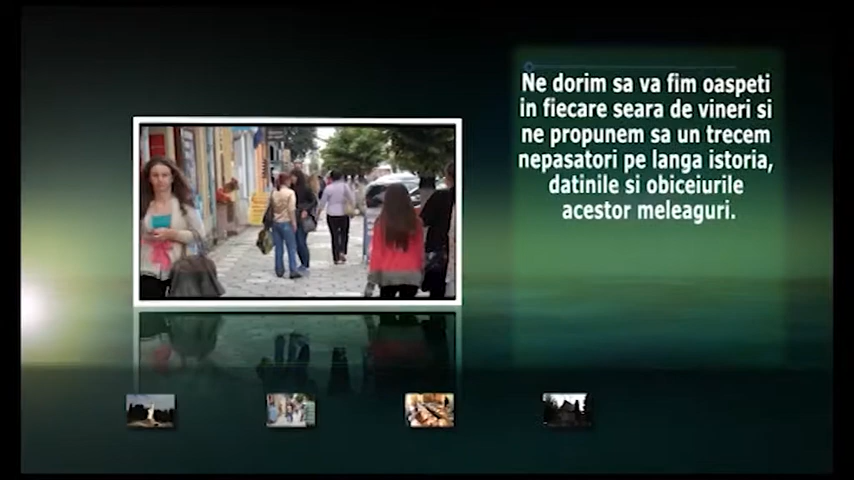 Ne dorim sa va fim oaspeti
in fiecare seara de vineri si
ne propunem sa un trecem
nepasatori pe langa istoria,
datinile si obiceiurile
acestor meleaguri.